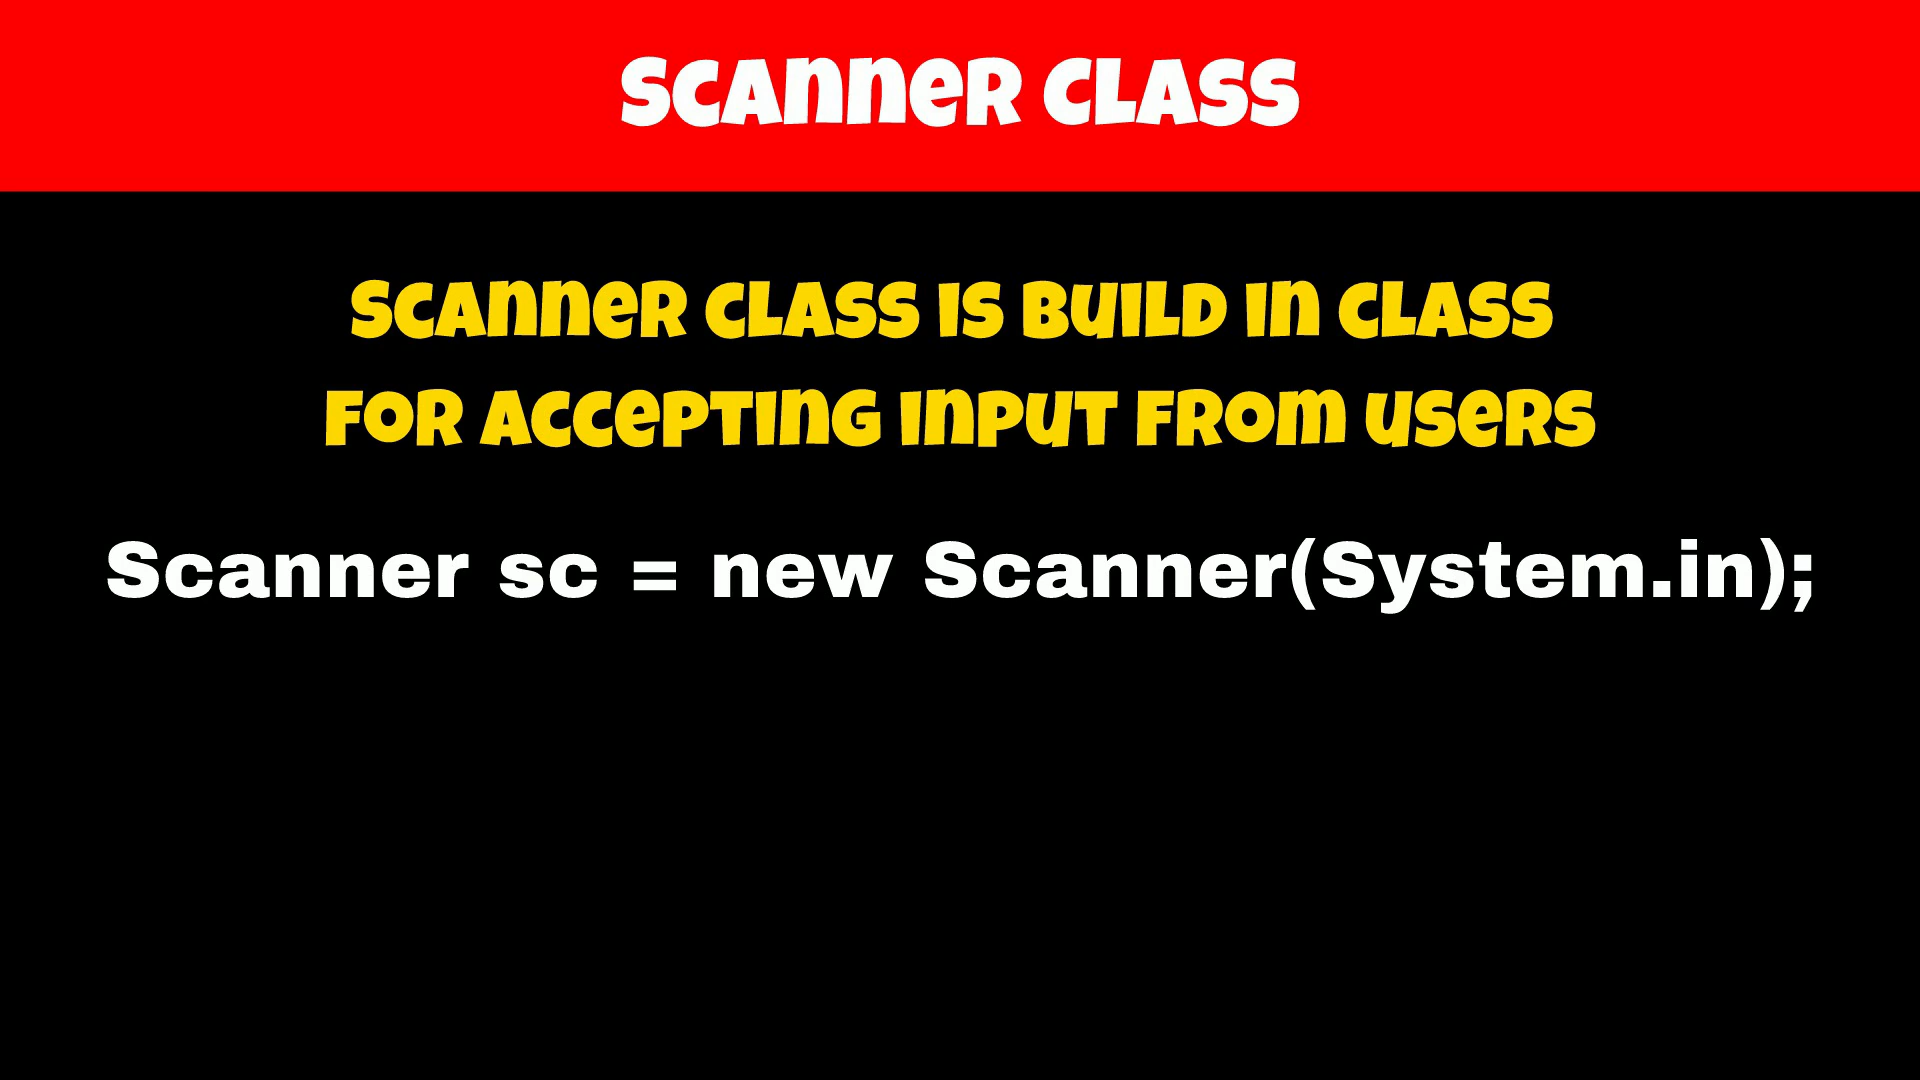 Scanner Class
Scanner class is build in class
for accepting input from users
Scanner sc = new Scanner(System.in);